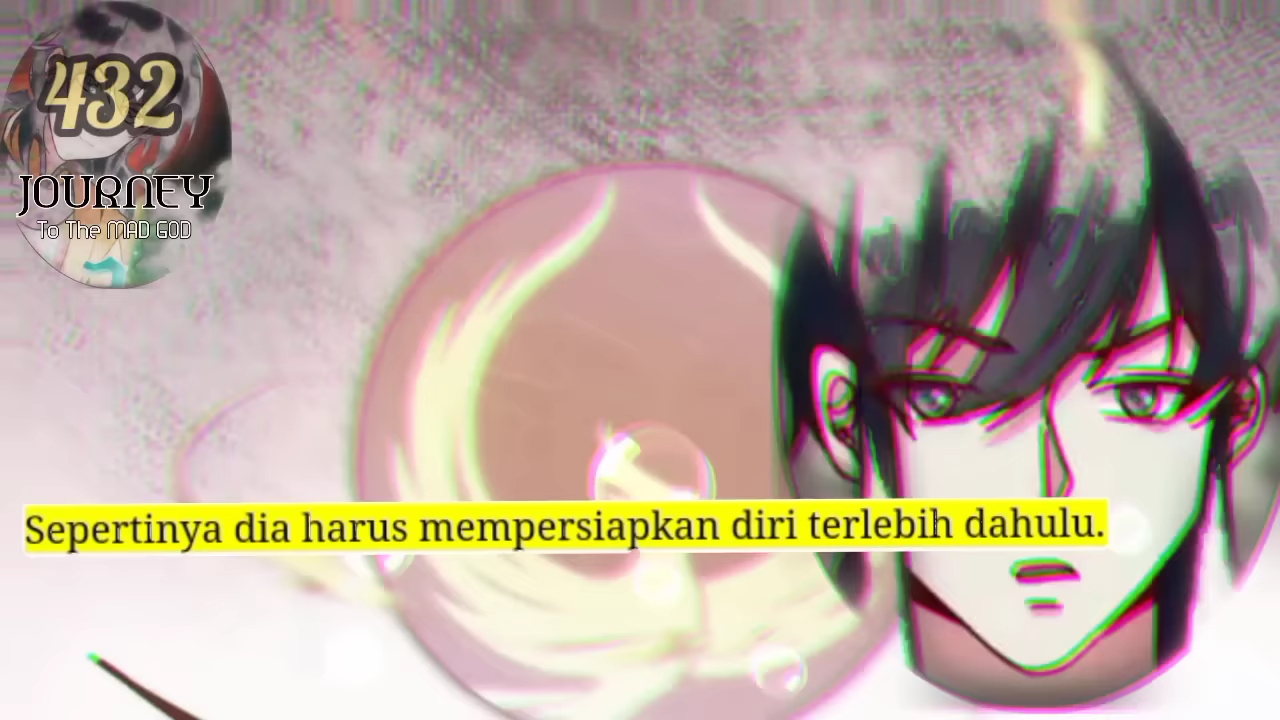 432
JOURNEY
To The MAD GOD
Sepertinya dia harus mempersiapkan diri terlebih dahulu.